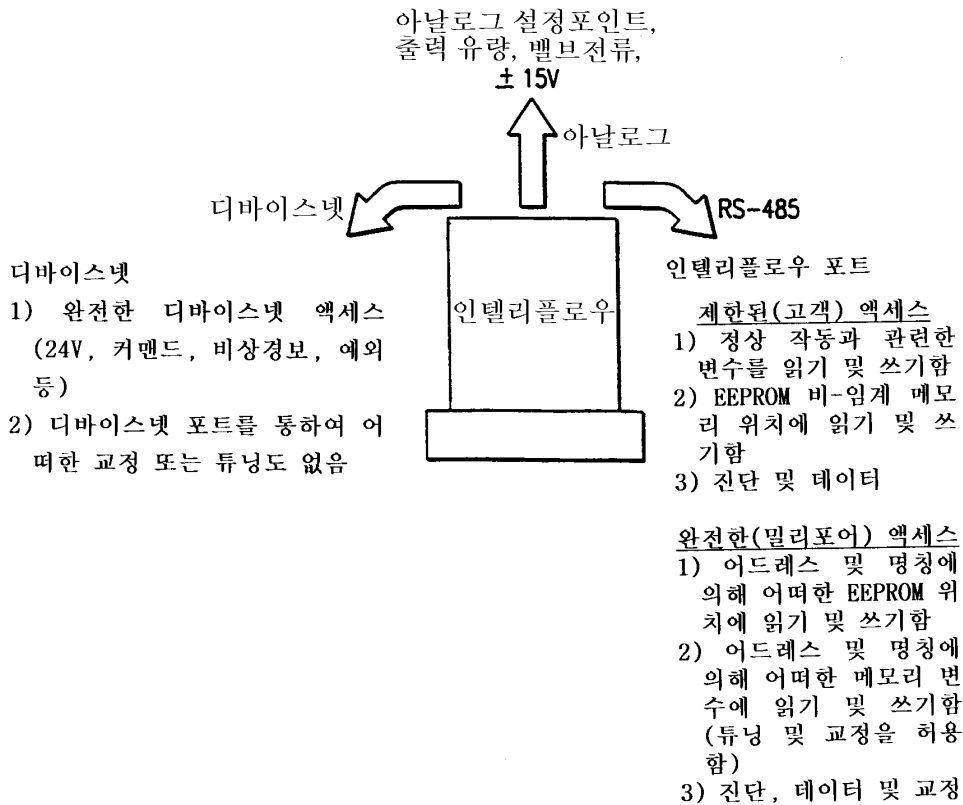 아날로그 설정포인트,
출력 유량, 밸브전류,
± 15V
아날로그
디바이스넷
RS-485
인텔리플로우
디바이스넷
1) 완전한 디바이스넷 액세스
(24V, 커맨드, 비상경보, 예외
등)
2) 디바이스넷 포트를 통하여 어
떠한 교정 또는 튜닝도 없음
인텔리플로우 포트
제한된(고객) 액세스
1) 정상 작동과 관련한
변수를 읽기 및 쓰기함
2) EEPROM 비-임계 메모
리 위치에 읽기 및 쓰
기함
3) 진단 및 데이터
완전한(밀리포어) 액세스
1) 어드레스 및 명칭에
의해 어떠한 EEPROM 위
치에 읽기 및 쓰기함
2) 어드레스 및 명칭에
의해 어떠한 메모리 변
수에 읽기 및 쓰기함
(튜닝 및 교정을 허용
함)
3) 진단, 데이터 및 교정